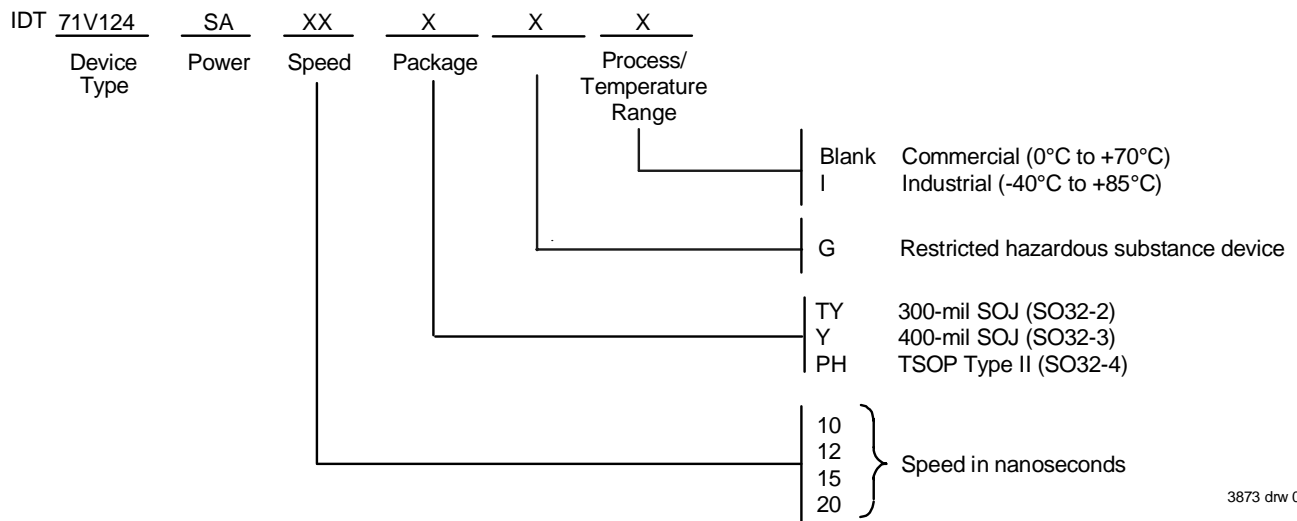 IDT 71V124 SA XX X X X
Device Type Power Speed Package Process/ Temperature Range
Blank Commercial (0°C to +70°C)
I Industrial (-40°C to +85°C)
G Restricted hazardous substance device
TY 300-mil SOJ (SO32-2)
Y 400-mil SOJ (SO32-3)
PH TSOP Type II (SO32-4)
10
12
15
20
Speed in nanoseconds
3873 drw